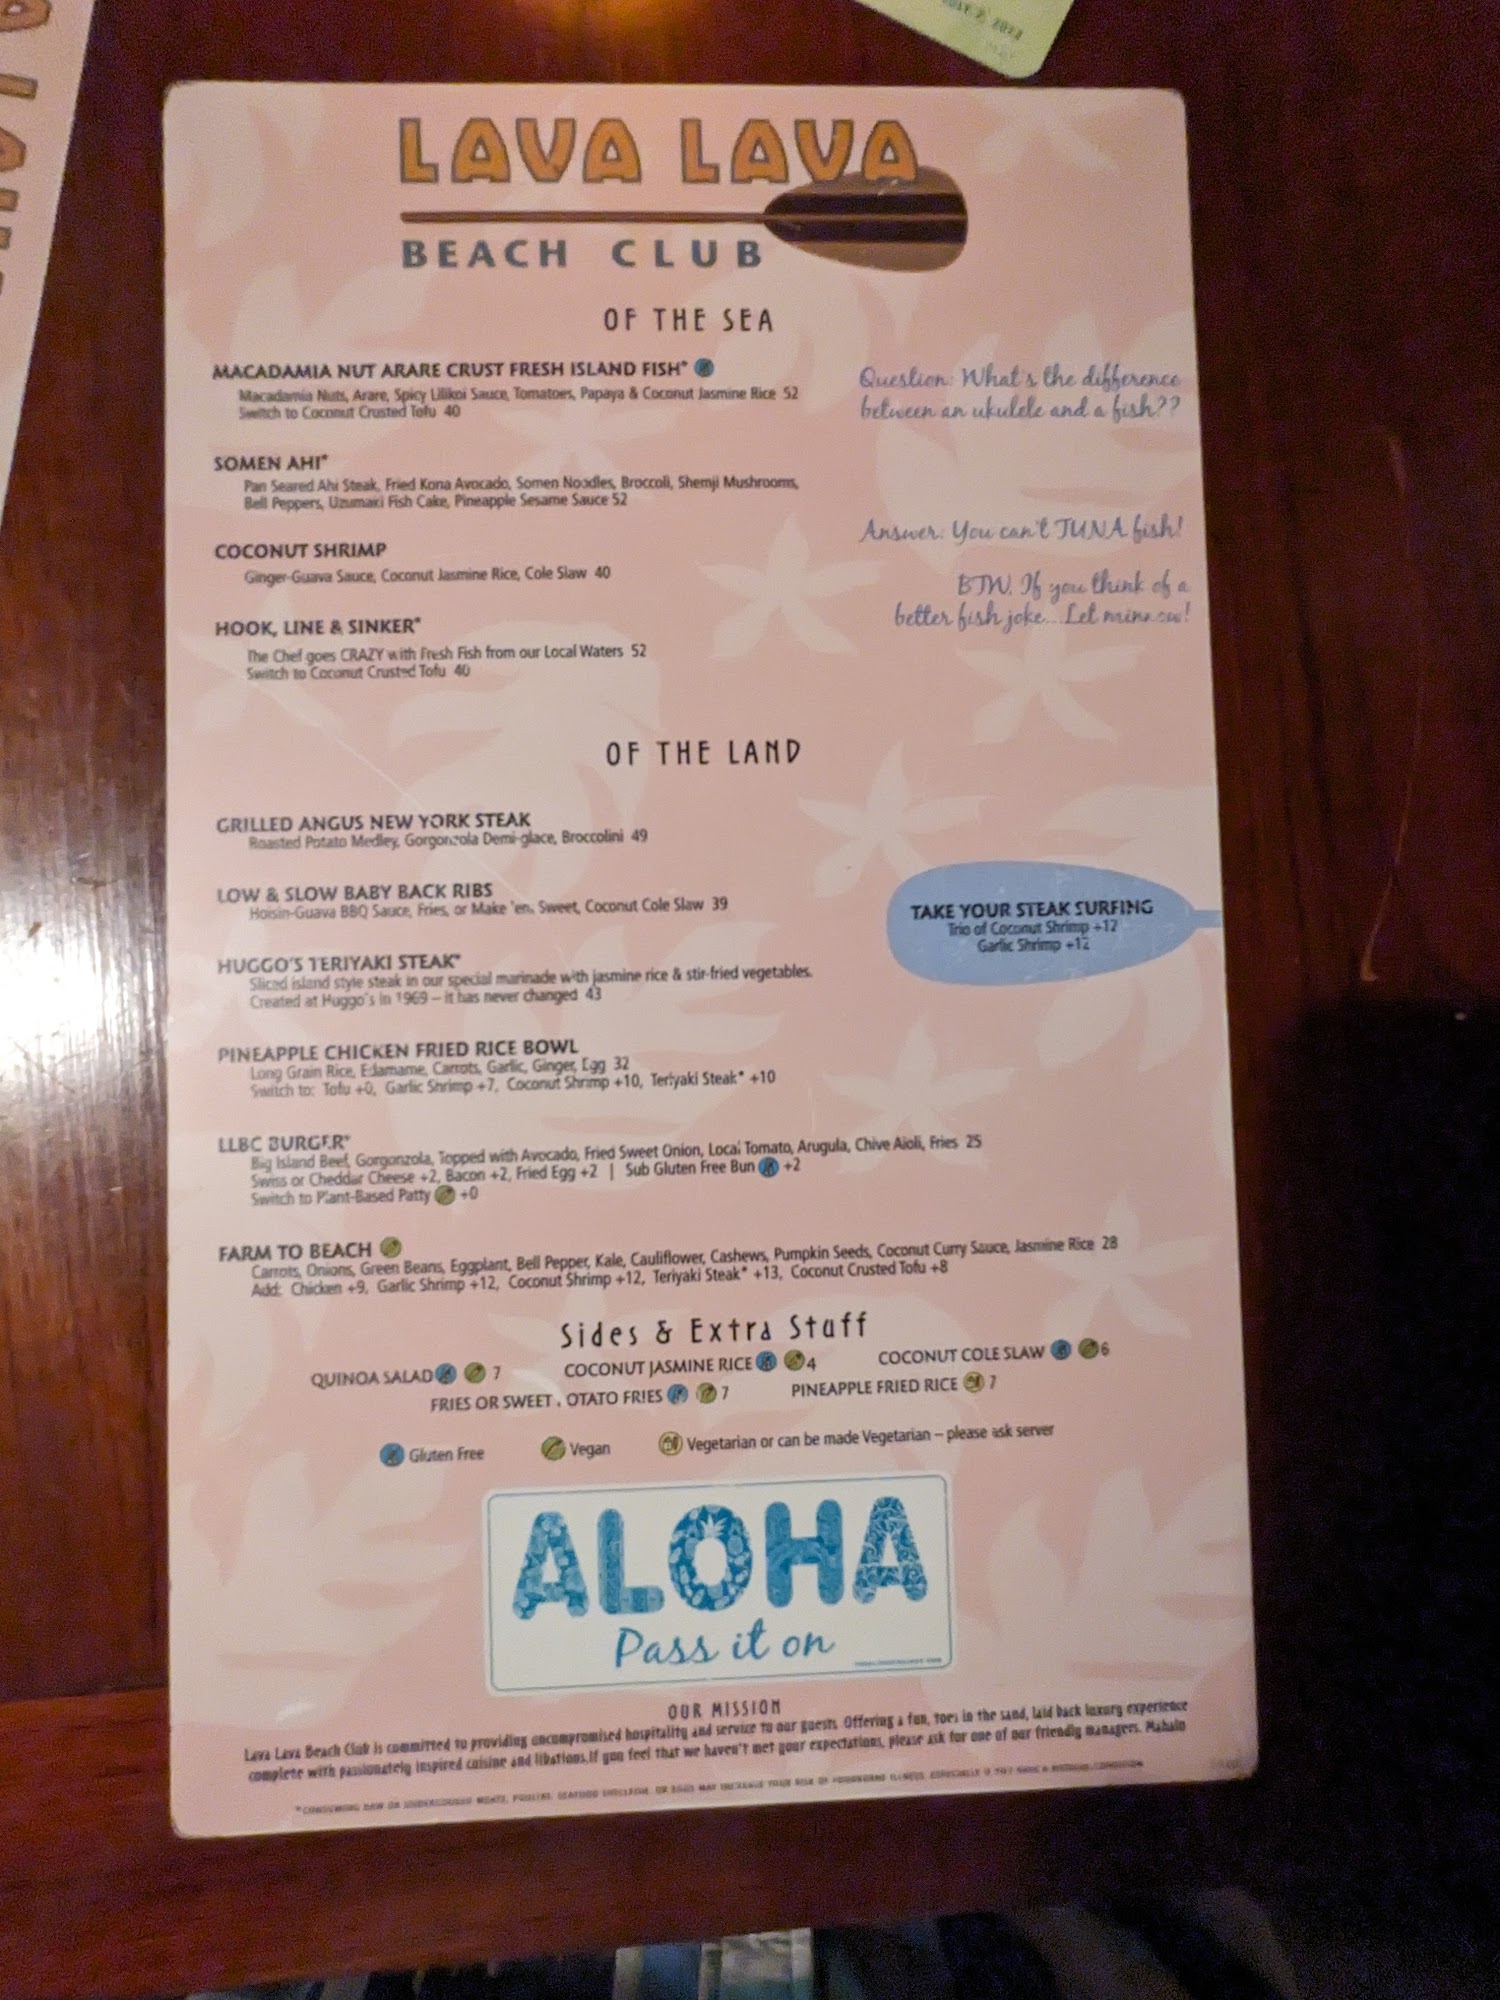 LAVA LAVA
BEACH CLUB
OF THE SEA
MACADAMIA NUT ARARE CRUST FRESH ISLAND FISH*
Macadamia Nuts, Arare, Spicy Lilikoi Sauce, Tomatoes, Papaya & Coconut Jasmine Rice 52
Switch to Coconut Crusted Tofu 40
SOMEN AHI*
Pan Seared Ahi Steak, Fried Kona Avocado, Somen Noodles, Broccoli, Shemji Mushrooms,
Bell Peppers, Uzumaki Fish Cake, Pineapple Sesame Sauce 52
COCONUT SHRIMP
Ginger-Guava Sauce, Coconut Jasmine Rice, Cole Slaw 40
HOOK, LINE & SINKER*
The Chef goes CRAZY with Fresh Fish from our Local Waters 52
Switch to Coconut Crusted Tofu 40
Question: What's the difference
between an ukulele and a fish??
Answer: You can't TUNA fish!
BTW, If you think of a
better fish joke...Let minnow!
OF THE LAND
GRILLED ANGUS NEW YORK STEAK
Roasted Potato Medley, Gorgonzola Demi-glace, Broccolini 49
LOW & SLOW BABY BACK RIBS
Hoisin-Guava BBQ Sauce, Fries, or Make 'en, Sweet, Coconut Cole Slaw 39
HUGGO'S TERIYAKI STEAK*
Sliced island style steak in our special marinade with jasmine rice & stir-fried vegetables.
Created at Huggo's in 1969 – it has never changed 43
TAKE YOUR STEAK SURFING
Trio of Coconut Shrimp +12
Garlic Shrimp +12
PINEAPPLE CHICKEN FRIED RICE BOWL
Long Grain Rice, Edamame, Carrots, Garlic, Ginger, Egg 32
Switch to: Tofu +0, Garlic Shrimp +7, Coconut Shrimp +10, Teriyaki Steak* +10
LLBC BURGER*
Big Island Beef, Gorgonzola, Topped with Avocado, Fried Sweet Onion, Local Tomato, Arugula, Chive Aioli, Fries 25
Swiss or Cheddar Cheese +2, Bacon +2, Fried Egg +2 | Sub Gluten Free Bun +2
Switch to Plant-Based Patty +0
FARM TO BEACH
Carrots, Onions, Green Beans, Eggplant, Bell Pepper, Kale, Cauliflower, Cashews, Pumpkin Seeds, Coconut Curry Sauce, Jasmine Rice 28
Add: Chicken +9, Garlic Shrimp +12, Coconut Shrimp +12, Teriyaki Steak* +13, Coconut Crusted Tofu +8
Sides & Extra Stuff
QUINOA SALAD 7 COCONUT JASMINE RICE 4 COCONUT COLE SLAW 6
FRIES OR SWEET OTATO FRIES 7 PINEAPPLE FRIED RICE 7
Gluten Free Vegan Vegetarian or can be made Vegetarian – please ask server
ALOHA
Pass it on
OUR MISSION
Lava Lava Beach Club is committed to providing uncompromised hospitality and service to our guests. Offering a fun, toes in the sand, laid back luxury experience
complete with passionately inspired cuisine and libations. If you feel that we haven't met your expectations, please ask for one of our friendly managers. Mahalo
*CONSUMING RAW OR UNDERCOOKED MEATS, POULTRY, SEAFOOD SHELLFISH, OR EGGS MAY INCREASE YOUR RISK OF FOODBORNE ILLNESS, ESPECIALLY